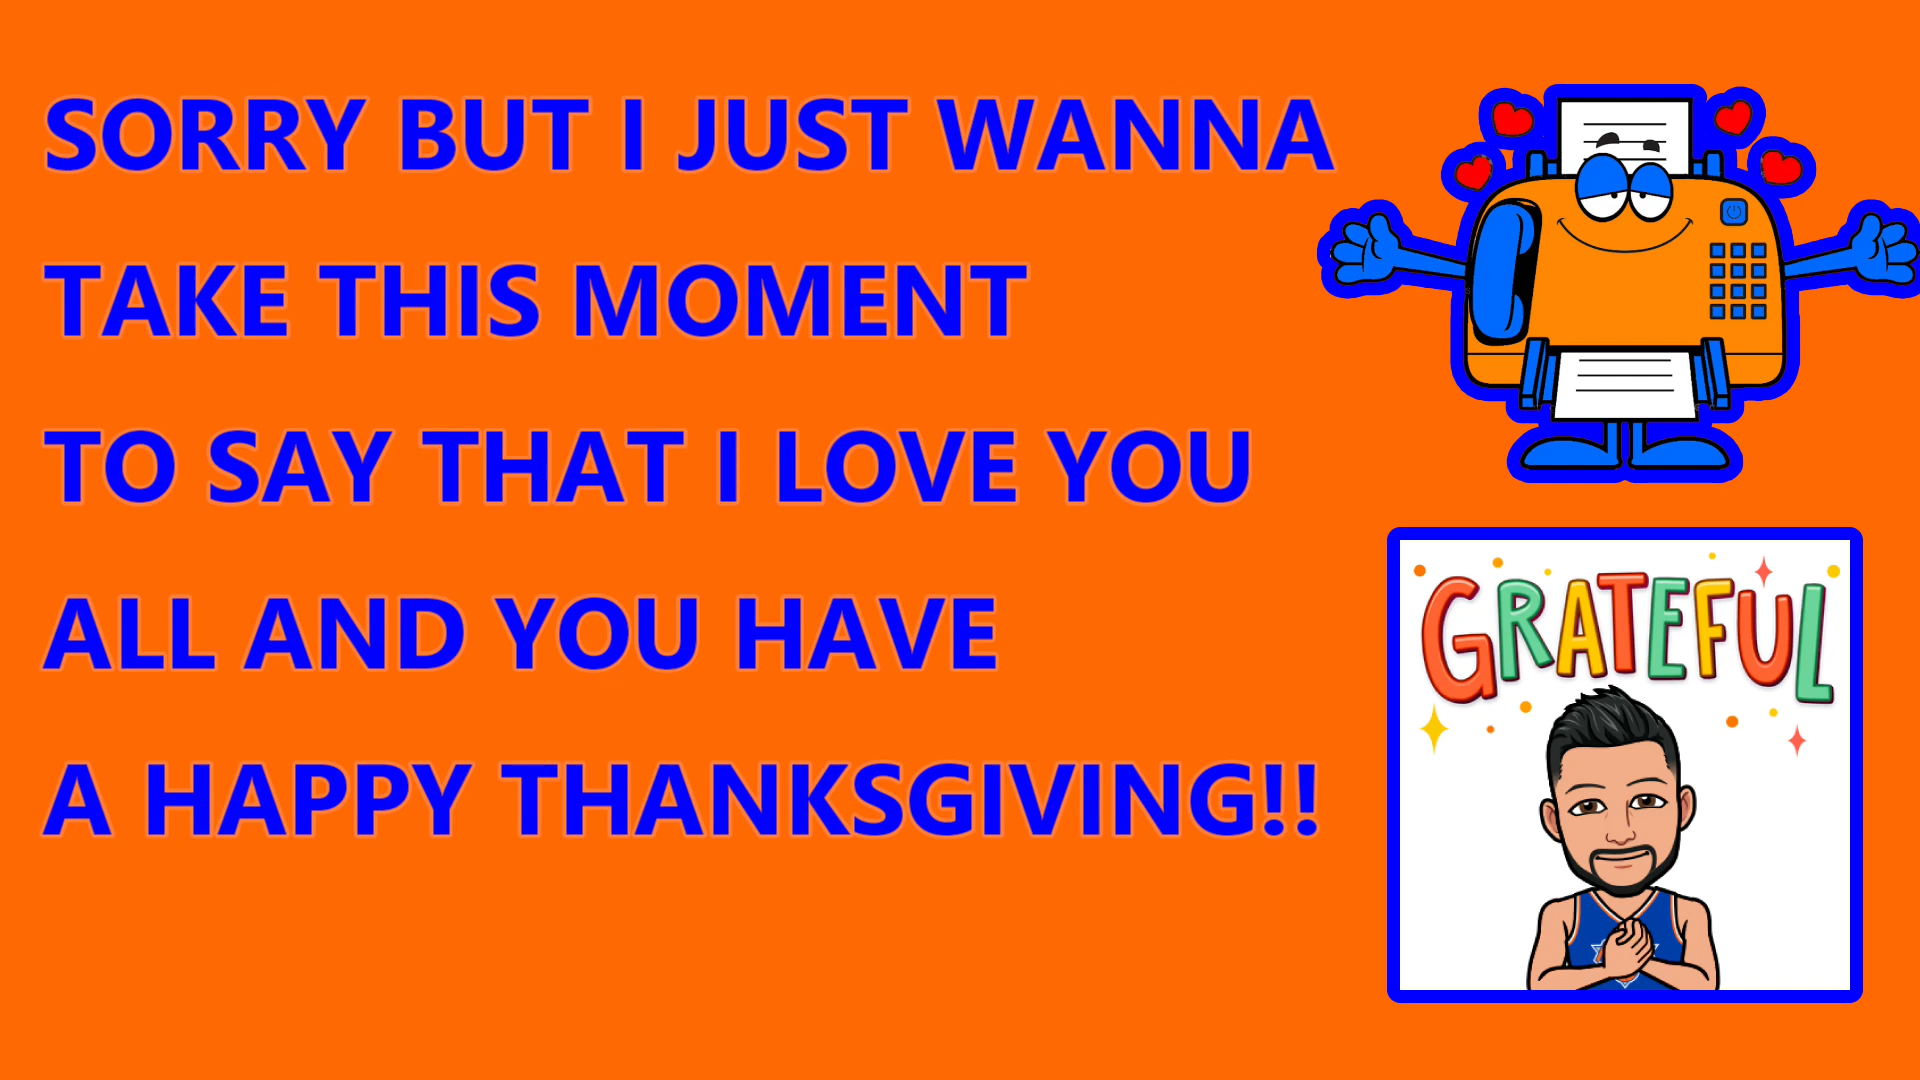 SORRY BUT I JUST WANNA
TAKE THIS MOMENT
TO SAY THAT I LOVE YOU
ALL AND YOU HAVE
A HAPPY THANKSGIVING!!
GRATEFUL